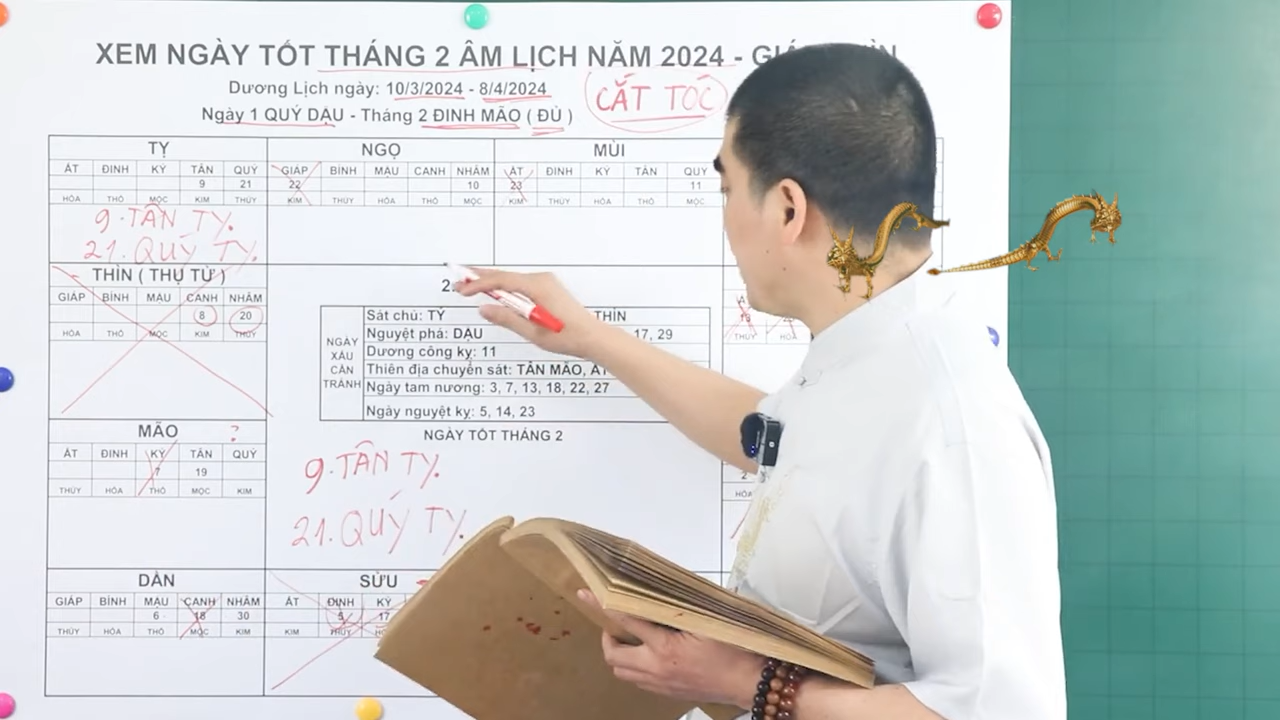 XEM NGÀY TỐT THÁNG 2 ÂM LỊCH NĂM 2024 -
Dương Lịch ngày: 10/3/2024 - 8/4/2024
CẮT TÓC
Ngày 1 QUÝ DẬU - Tháng 2 ĐINH MÃO ( ĐỦ )
TỴ NGỌ MÙI
ẤT ĐINH KỶ TÂN QUÝ GIÁP BÍNH MẬU CANH NHÂM ẤT ĐINH KỶ TÂN QUÝ
9 21 22 10 23 11
HỎA THỔ MỘC KIM THỦY KIM THỦY HỎA THỔ MỘC KIM THỦY HỎA THỔ MỘC
9. TÂN TỴ.
21. QUÝ TỴ.
THÌN ( THỤ TỬ )
GIÁP BÍNH MẬU CANH NHÂM
8 20
HỎA THỔ MỘC KIM THỦY
NGÀY XẤU CẦN TRÁNH
Sát chủ: TÝ THÌN
Nguyệt phá: DẬU 17, 29
Dương công kỵ: 11
Thiên địa chuyển sát: TÂN MÃO,
Ngày tam nương: 3, 7, 13, 18, 22, 27
Ngày nguyệt kỵ: 5, 14, 23
THỦY HỎA
MÃO ?
ẤT ĐINH KỶ TÂN QUÝ
7 19
THỦY HỎA THỔ MỘC KIM
NGÀY TỐT THÁNG 2
9. TÂN TỴ.
21. QUÝ TỴ.
DẦN SỬU
GIÁP BÍNH MẬU CANH NHÂM ẤT ĐINH KỶ
6 18 30 5 17
THỦY HỎA THỔ MỘC KIM KIM THỦY